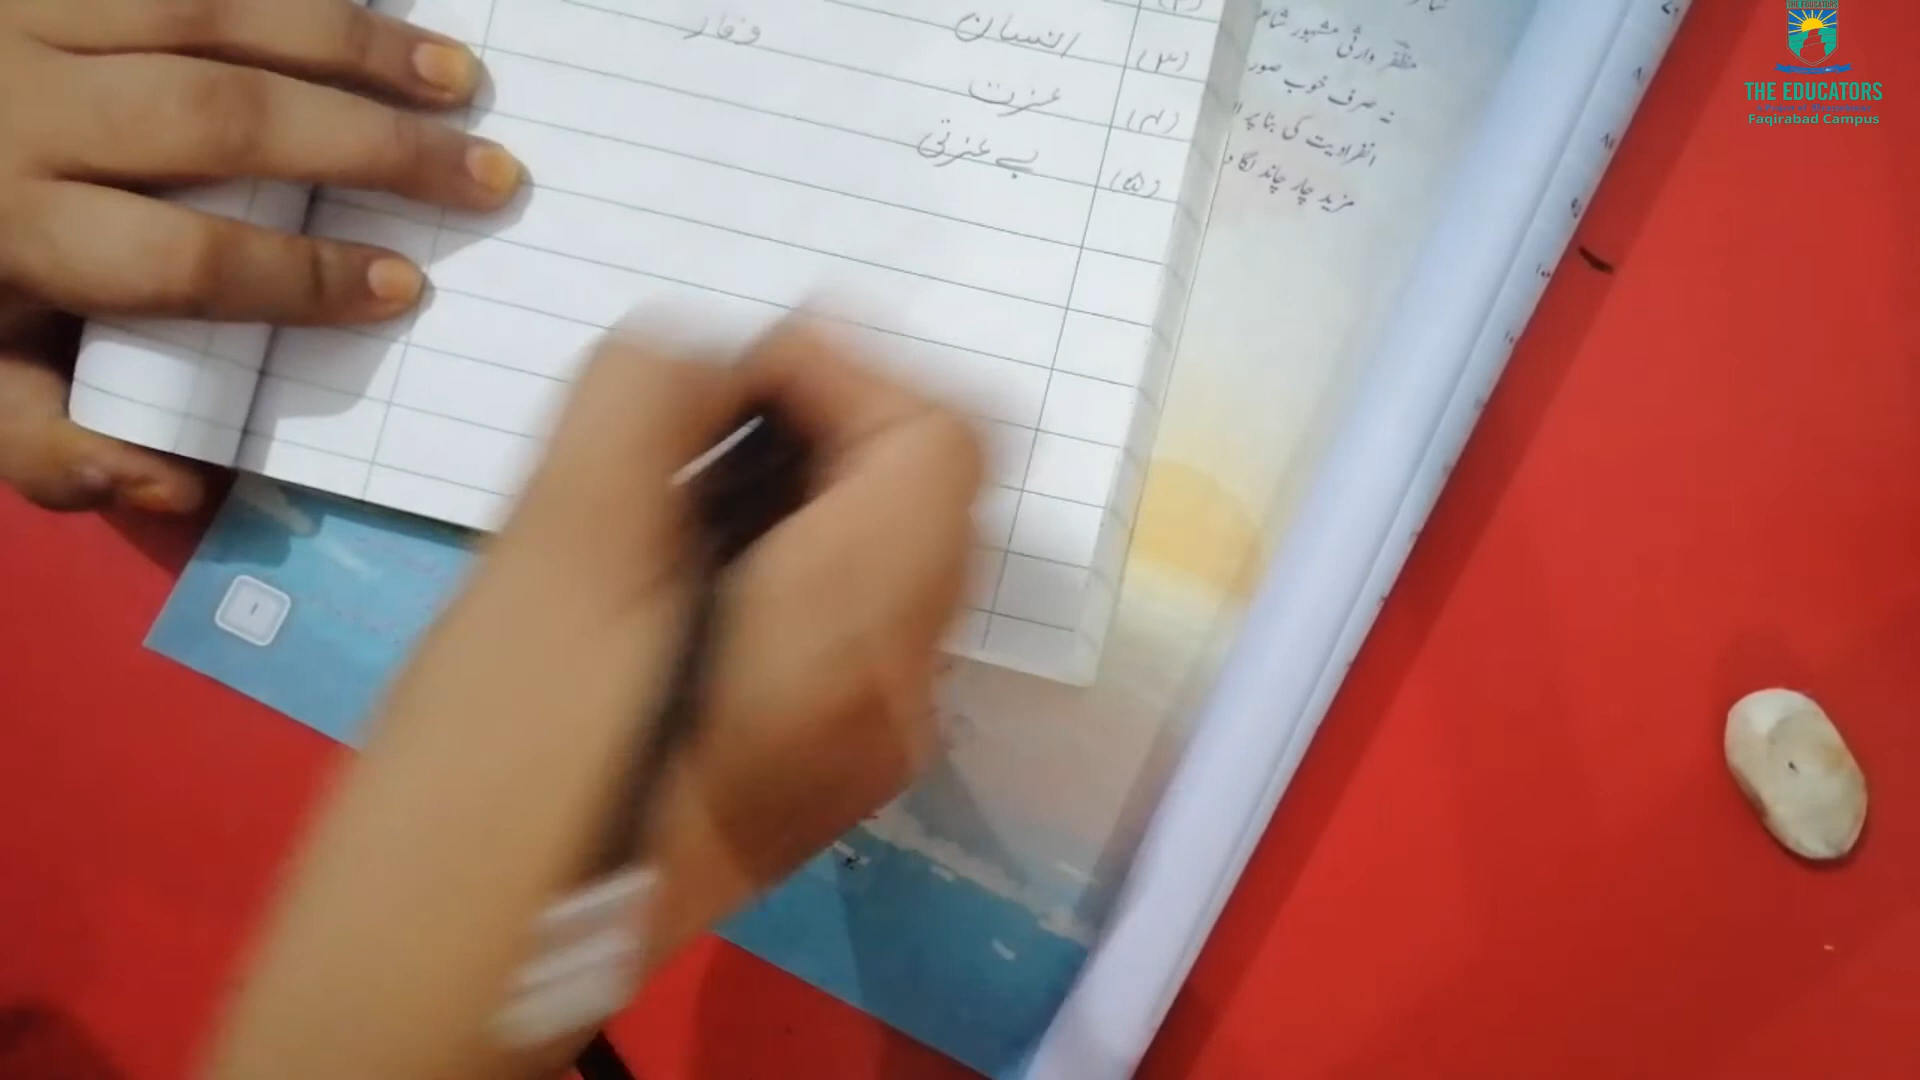 (۳) انسان وقار
(۴) عزت
(۵) بے عزتی
مظفر وارثی مشہور شاعر
نہ صرف خوب صور
انفرادیت کی بنا پر ا
مزید چار چاند لگا د
۱
THE EDUCATORS
Faqirabad Campus